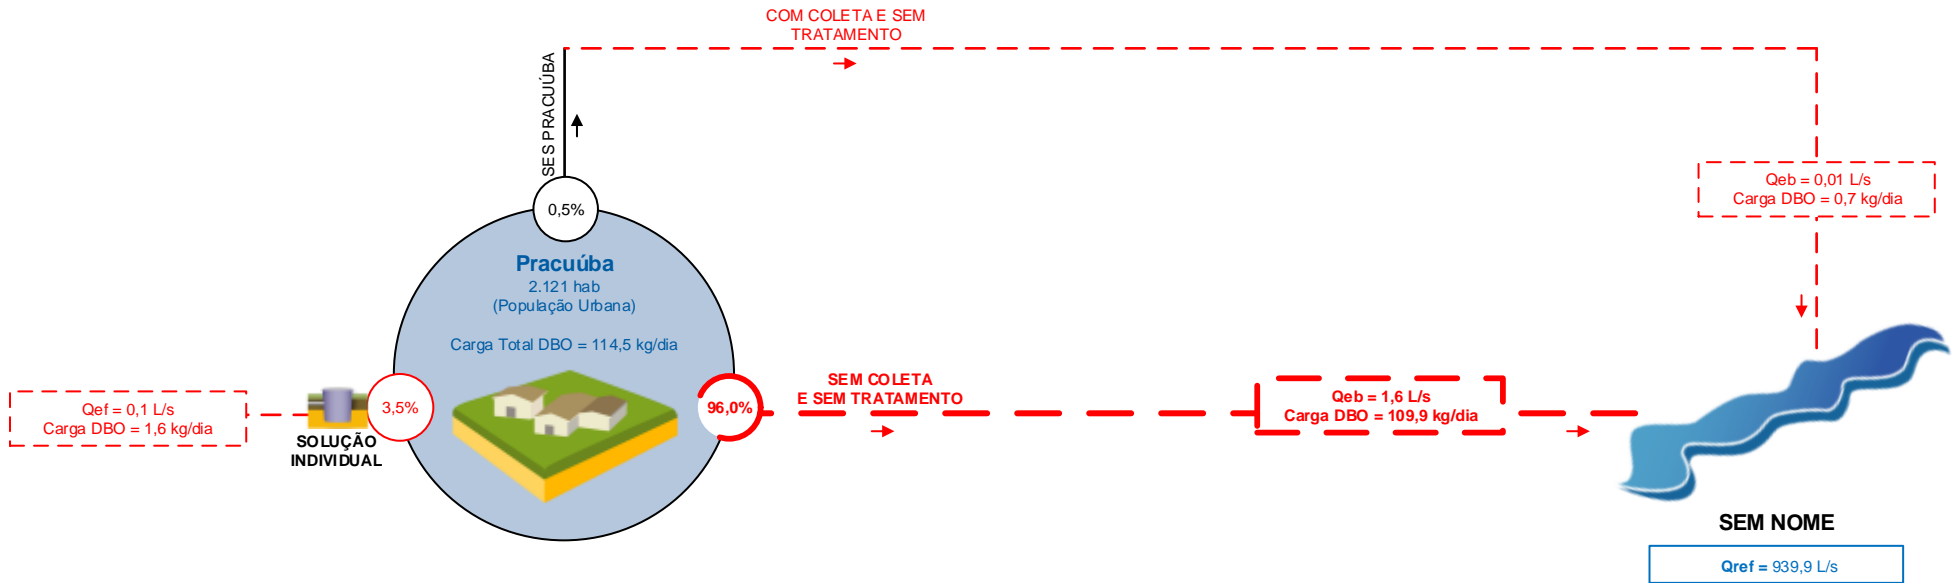 COM COLETA E SEM
TRATAMENTO
SES PRACUÚBA
0,5%
Qeb = 0,01 L/s
Carga DBO = 0,7 kg/dia
Pracuúba
2.121 hab
(População Urbana)
Carga Total DBO = 114,5 kg/dia
Qef = 0,1 L/s
Carga DBO = 1,6 kg/dia
3,5%
SOLUÇÃO
INDIVIDUAL
96,0%
SEM COLETA
E SEM TRATAMENTO
Qeb = 1,6 L/s
Carga DBO = 109,9 kg/dia
SEM NOME
Qref = 939,9 L/s